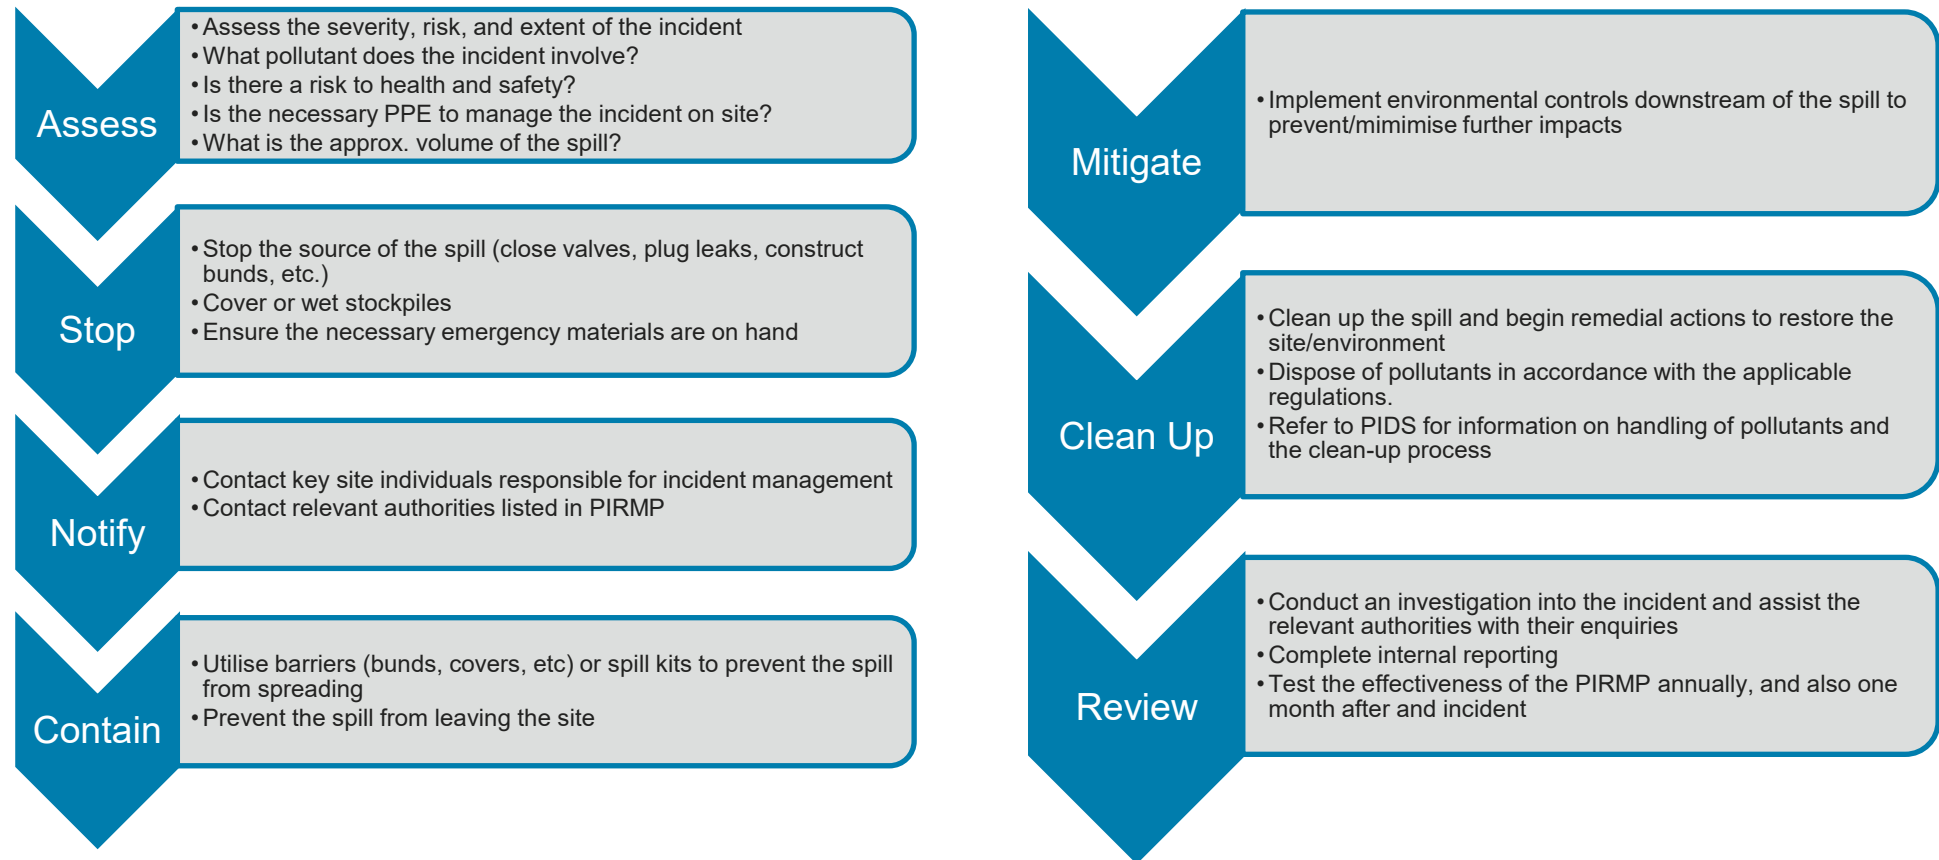 Assess
•Assess the severity, risk, and extent of the incident
•What pollutant does the incident involve?
•Is there a risk to health and safety?
•Is the necessary PPE to manage the incident on site?
•What is the approx. volume of the spill?
Stop
•Stop the source of the spill (close valves, plug leaks, construct
bunds, etc.)
•Cover or wet stockpiles
•Ensure the necessary emergency materials are on hand
Notify
•Contact key site individuals responsible for incident management
•Contact relevant authorities listed in PIRMP
Contain
•Utilise barriers (bunds, covers, etc) or spill kits to prevent the spill
from spreading
•Prevent the spill from leaving the site
Mitigate
•Implement environmental controls downstream of the spill to
prevent/mimimise further impacts
Clean Up
•Clean up the spill and begin remedial actions to restore the
site/environment
•Dispose of pollutants in accordance with the applicable
regulations.
•Refer to PIDS for information on handling of pollutants and
the clean-up process
Review
•Conduct an investigation into the incident and assist the
relevant authorities with their enquiries
•Complete internal reporting
•Test the effectiveness of the PIRMP annually, and also one
month after and incident